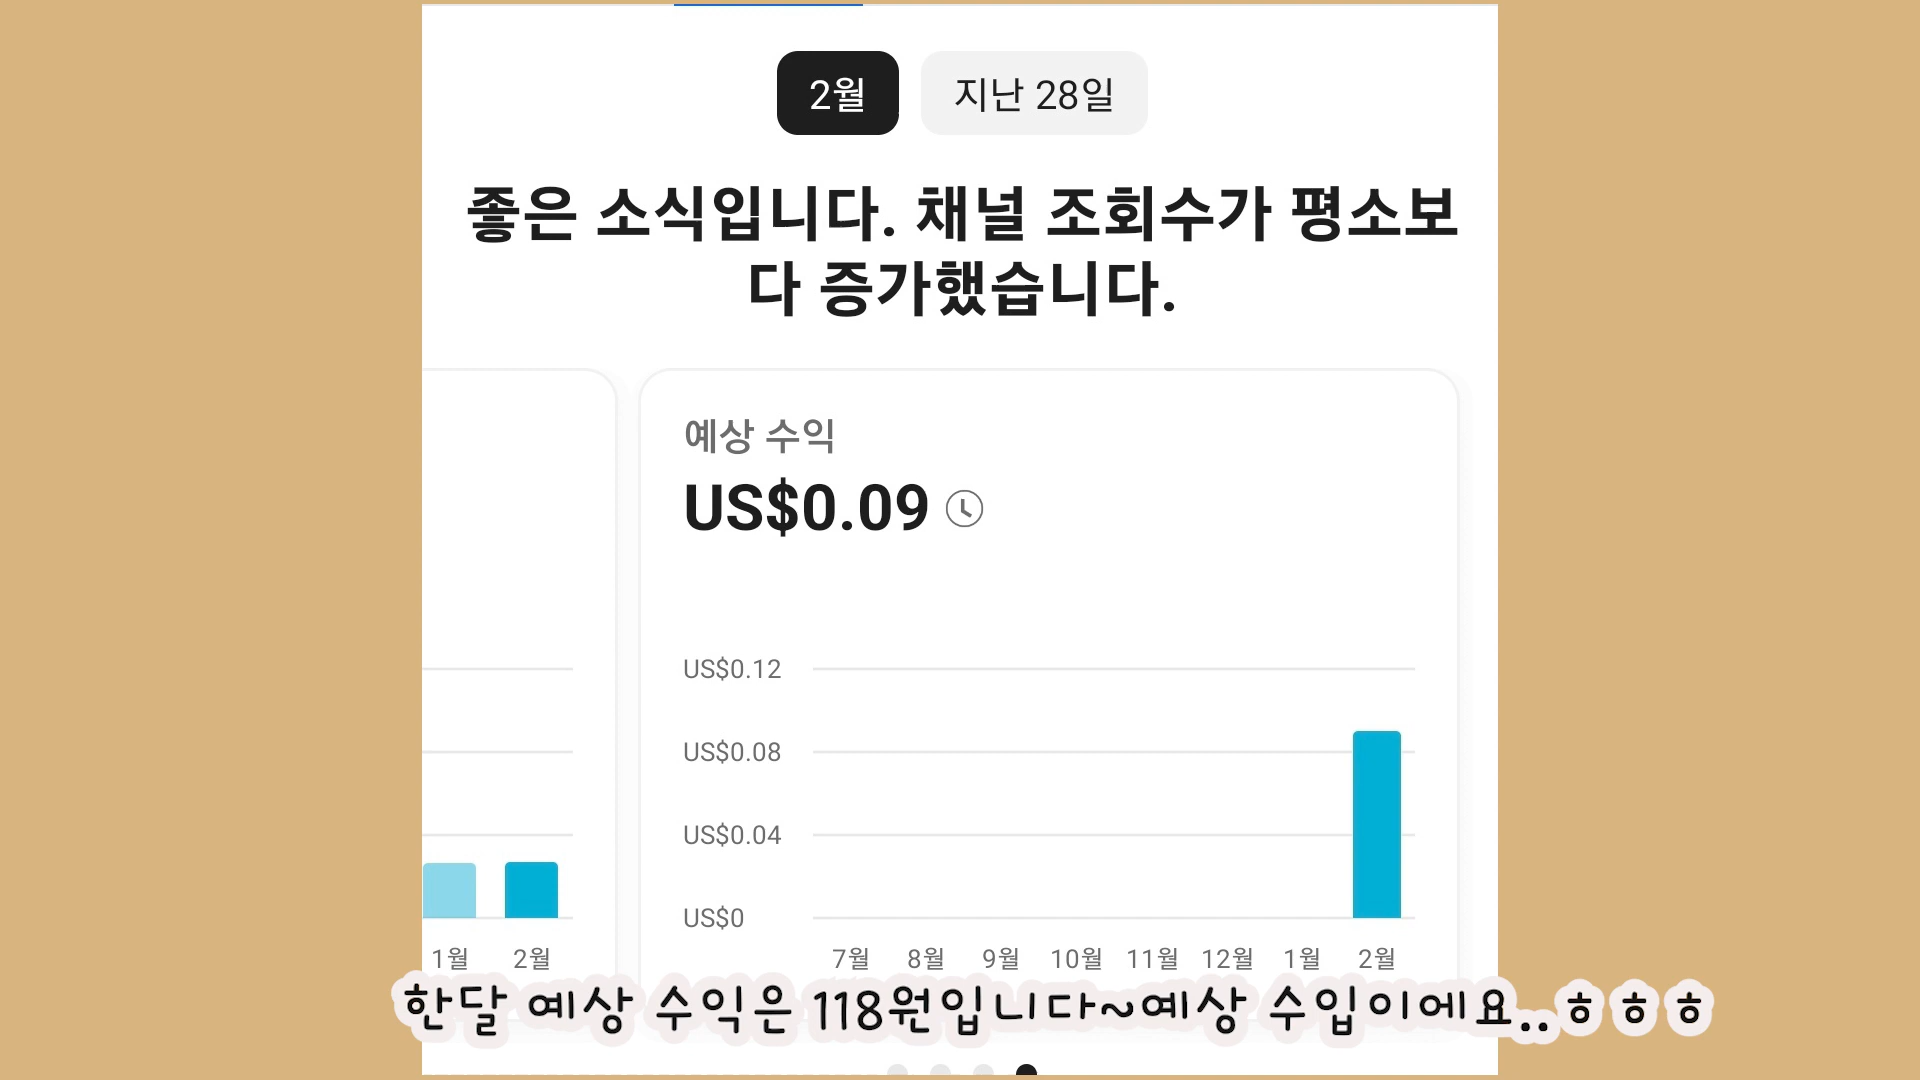 2월 지난 28일
좋은 소식입니다. 채널 조회수가 평소보
다 증가했습니다.
예상 수익
US$0.09
US$0.12
US$0.08
US$0.04
US$0
1월 2월
7월 8월 9월 10월 11월 12월 1월 2월
한달 예상 수익은 118원입니다~예상 수입이에요..ㅎㅎㅎ